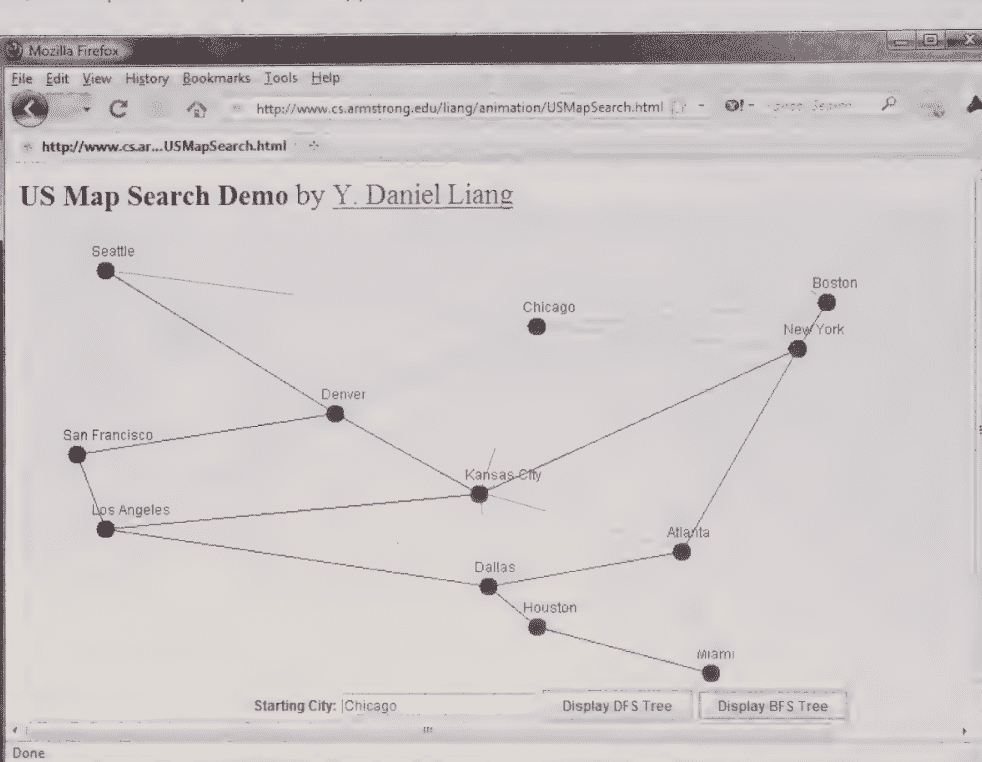 Mozilla Firefox
File Edit View History Bookmarks Tools Help
http://www.cs.armstrong.edu/liang/animation/USMapSearch.html
http://www.cs.ar...USMapSearch.html
US Map Search Demo by Y. Daniel Liang
Seattle
Boston
Chicago
New York
Denver
San Francisco
Kansas City
Los Angeles
Atlanta
Dallas
Houston
Miami
Starting City: Chicago Display DFS Tree Display BFS Tree
Done